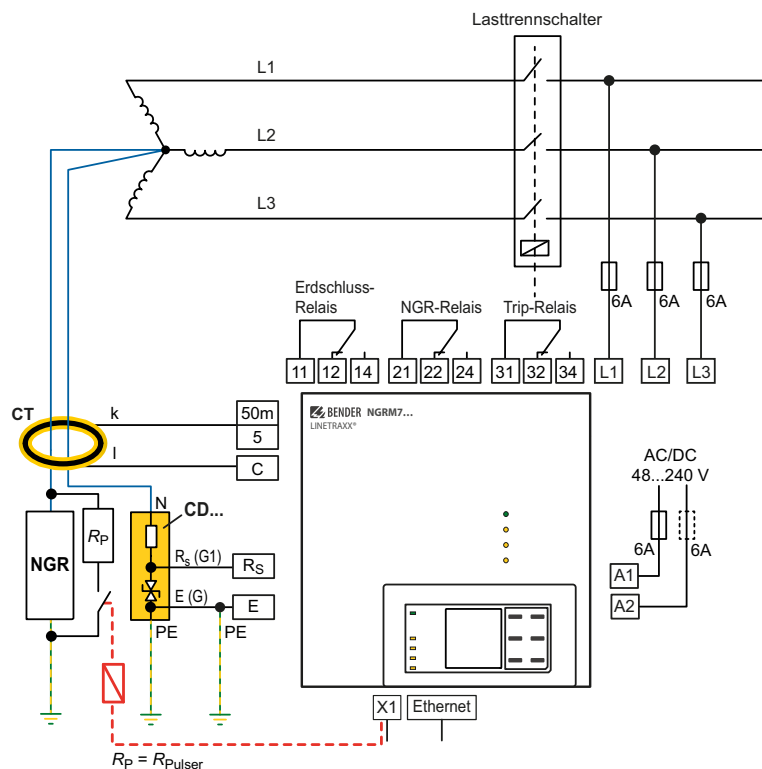 Lasttrennschalter
L1
L2
L3
6A
6A
6A
Erdschluss-
Relais
NGR-Relais
Trip-Relais
11
12
14
21
22
24
31
32
34
L1
L2
L3
CT
k
l
50m
5
C
BENDER NGRM7...
LINETRAXX®
AC/DC
48...240 V
6A
6A
A1
A2
N
CD...
NGR
RP
Rs (G1)
RS
E (G)
E
PE
PE
X1
Ethernet
RP = RPulser